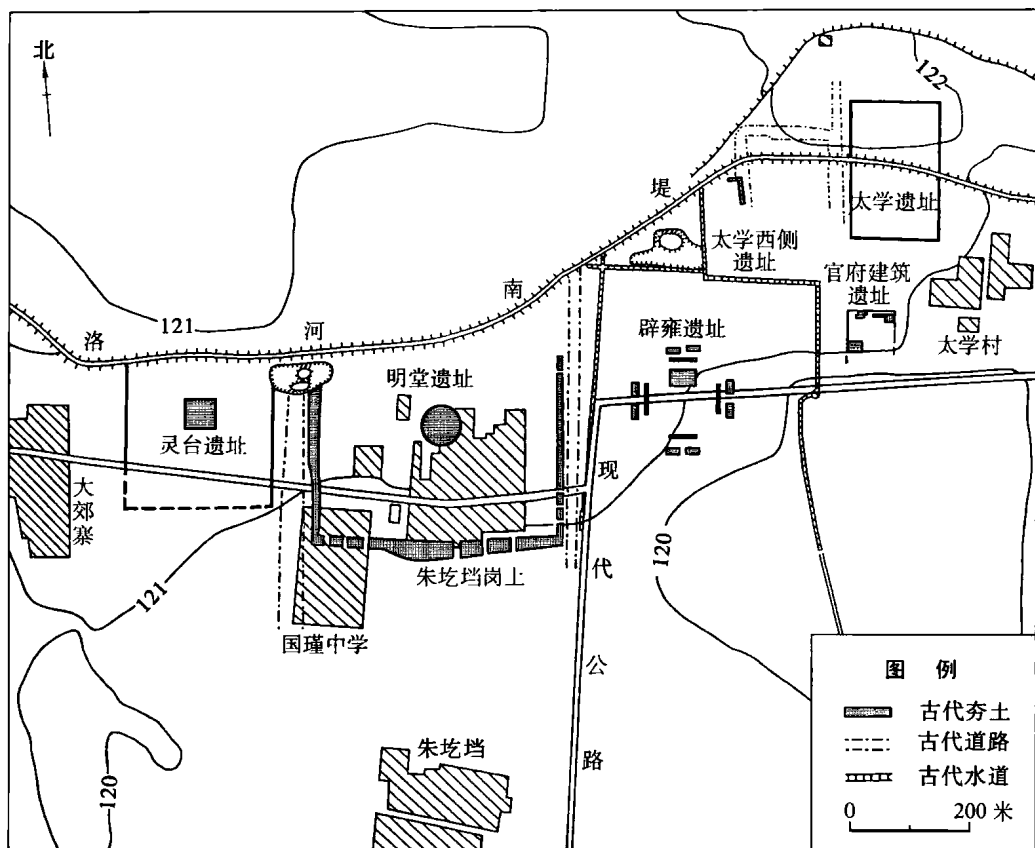 北
122
堤
太学遗址
太学西侧
遗址
官府建筑
遗址
南
121
洛
河
辟雍遗址
太学村
明堂遗址
灵台遗址
大郊寨
现
代
公
路
120
朱圪垱岗上
121
国瑾中学
120
朱圪垱
图 例
古代夯土
古代道路
古代水道
0 200 米